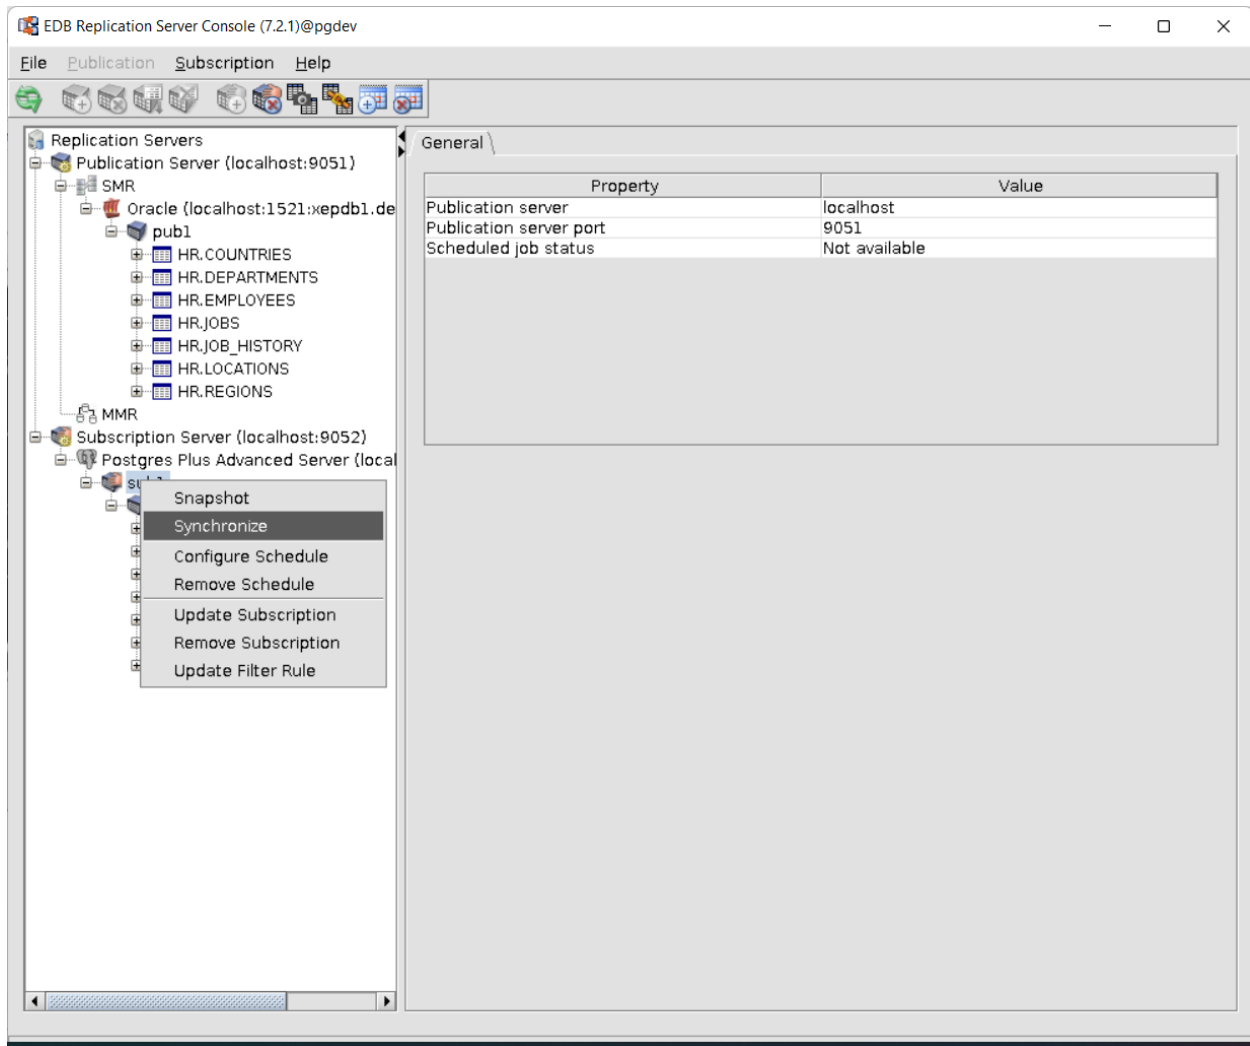 EDB Replication Server Console (7.2.1)@pgdev
File Publication Subscription Help
Replication Servers
Publication Server (localhost:9051)
SMR
Oracle (localhost:1521:xepdb1.de
pub1
HR.COUNTRIES
HR.DEPARTMENTS
HR.EMPLOYEES
HR.JOBS
HR.JOB_HISTORY
HR.LOCATIONS
HR.REGIONS
MMR
Subscription Server (localhost:9052)
Postgres Plus Advanced Server (local
Snapshot
Synchronize
Configure Schedule
Remove Schedule
Update Subscription
Remove Subscription
Update Filter Rule
General
Property Value
Publication server localhost
Publication server port 9051
Scheduled job status Not available